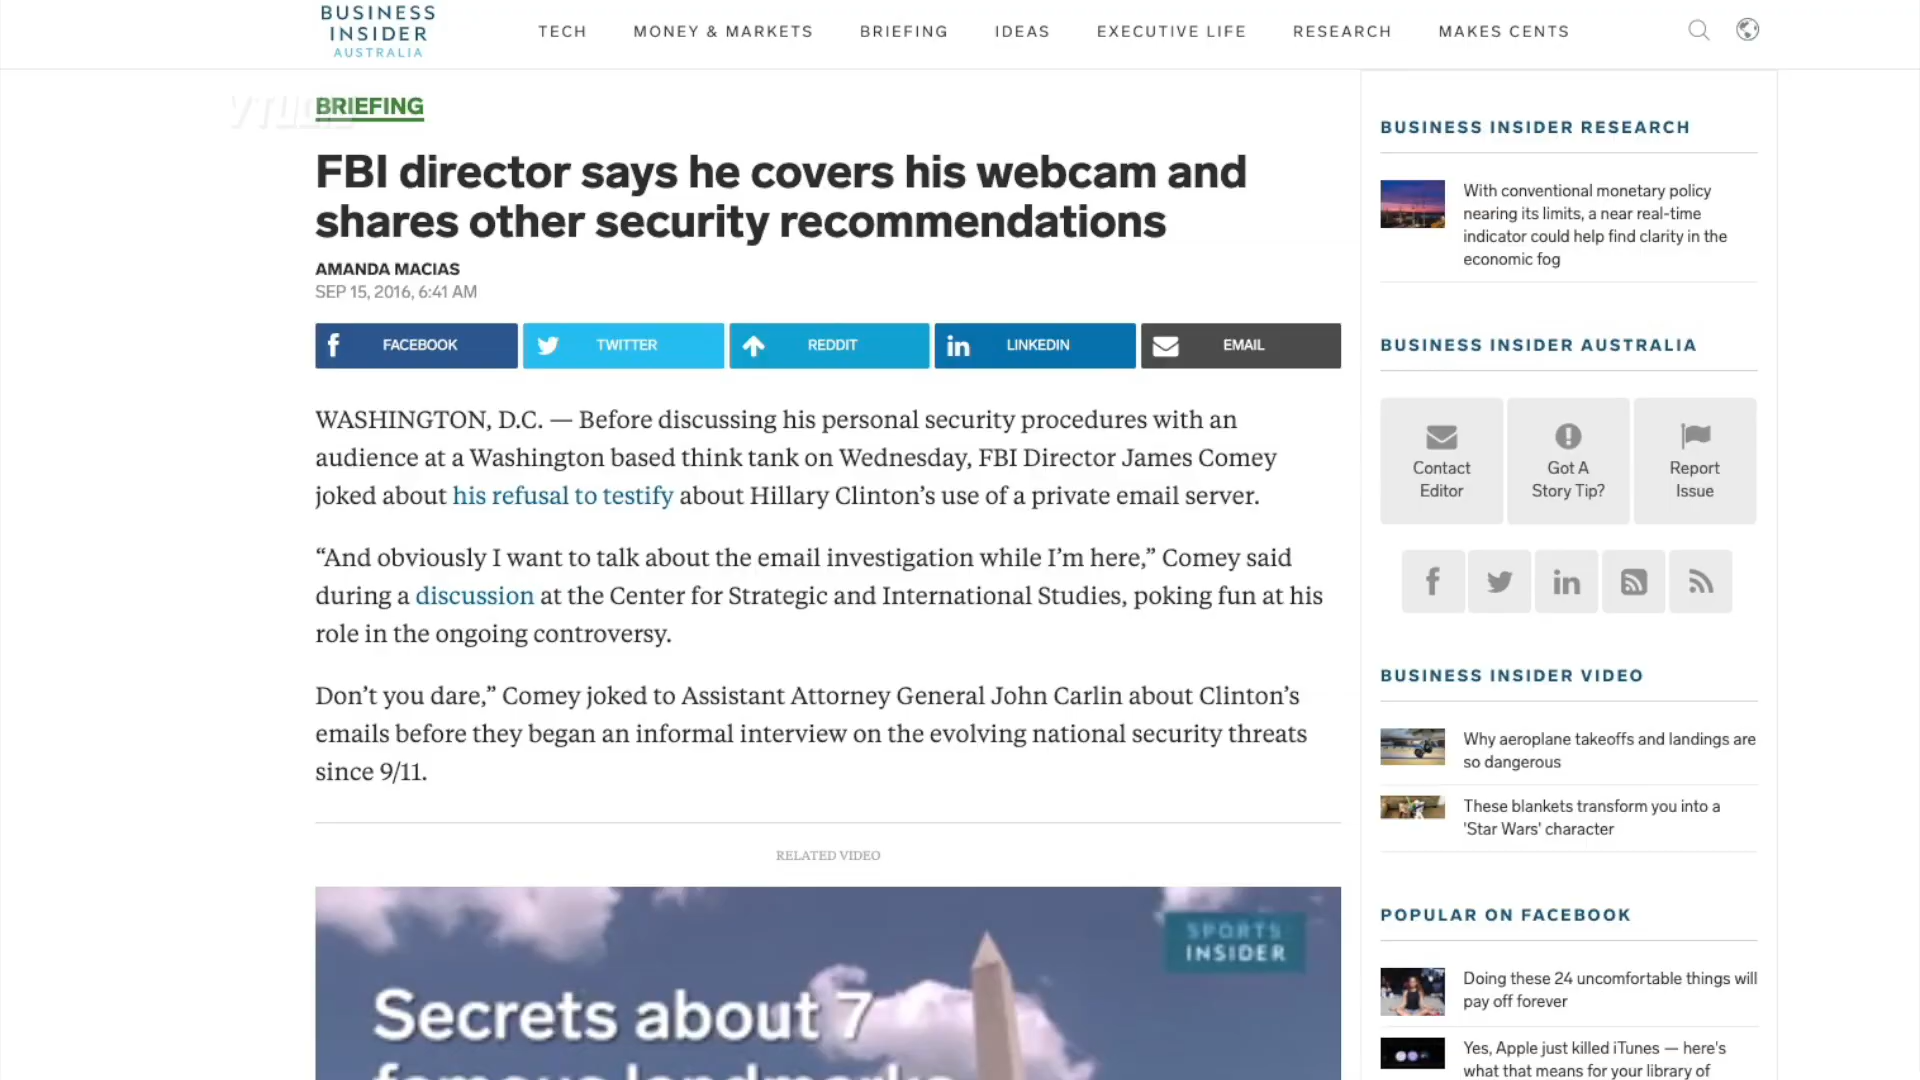 BUSINESS
INSIDER
AUSTRALIA
TECH
MONEY & MARKETS
BRIEFING
IDEAS
EXECUTIVE LIFE
RESEARCH
MAKES CENTS
BRIEFING
FBI director says he covers his webcam and
shares other security recommendations
AMANDA MACIAS
SEP 15, 2016, 6:41 AM
FACEBOOK
TWITTER
REDDIT
LINKEDIN
EMAIL
WASHINGTON, D.C. — Before discussing his personal security procedures with an
audience at a Washington based think tank on Wednesday, FBI Director James Comey
joked about his refusal to testify about Hillary Clinton’s use of a private email server.
“And obviously I want to talk about the email investigation while I’m here,” Comey said
during a discussion at the Center for Strategic and International Studies, poking fun at his
role in the ongoing controversy.
Don’t you dare,” Comey joked to Assistant Attorney General John Carlin about Clinton’s
emails before they began an informal interview on the evolving national security threats
since 9/11.
RELATED VIDEO
SPORTS
INSIDER
Secrets about 7
famous landmarks
BUSINESS INSIDER RESEARCH
With conventional monetary policy
nearing its limits, a near real-time
indicator could help find clarity in the
economic fog
BUSINESS INSIDER AUSTRALIA
Contact
Editor
Got A
Story Tip?
Report
Issue
BUSINESS INSIDER VIDEO
Why aeroplane takeoffs and landings are
so dangerous
These blankets transform you into a
'Star Wars' character
POPULAR ON FACEBOOK
Doing these 24 uncomfortable things will
pay off forever
Yes, Apple just killed iTunes — here's
what that means for your library of